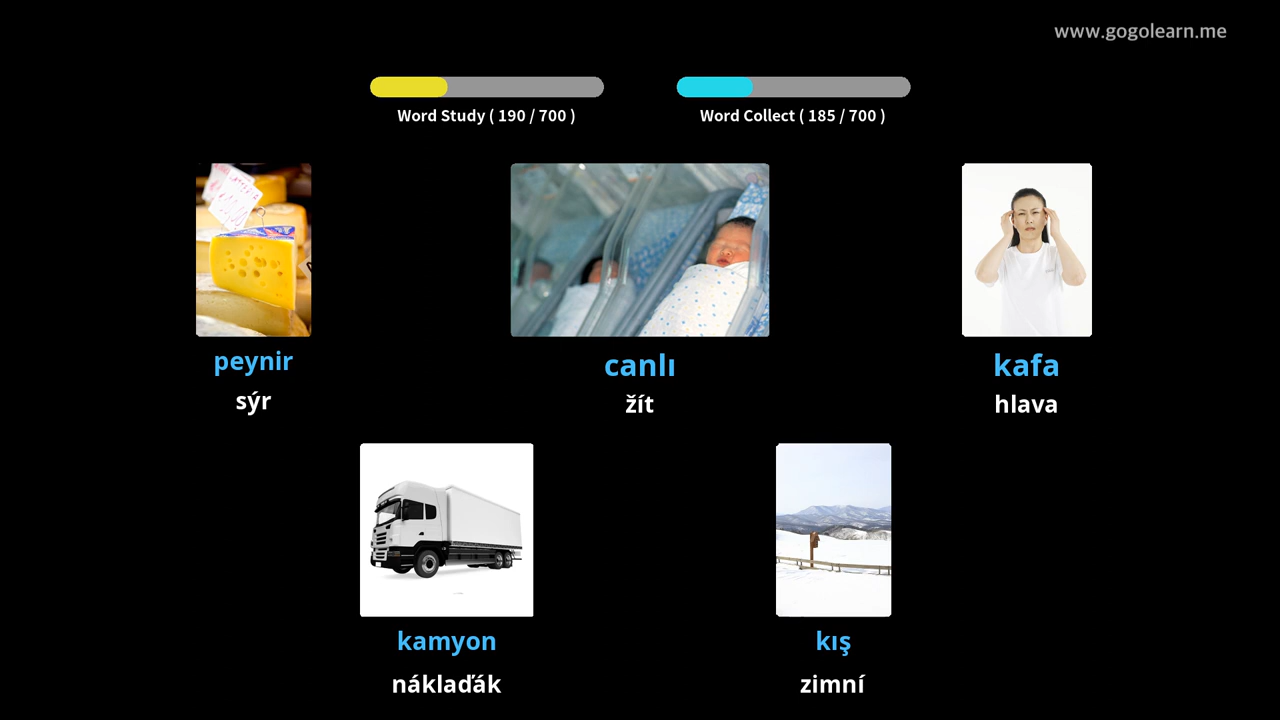 www.gogolearn.me
Word Study ( 190 / 700 )
Word Collect ( 185 / 700 )
peynir
canlı
kafa
sýr
žít
hlava
kamyon
kış
náklaďák
zimní